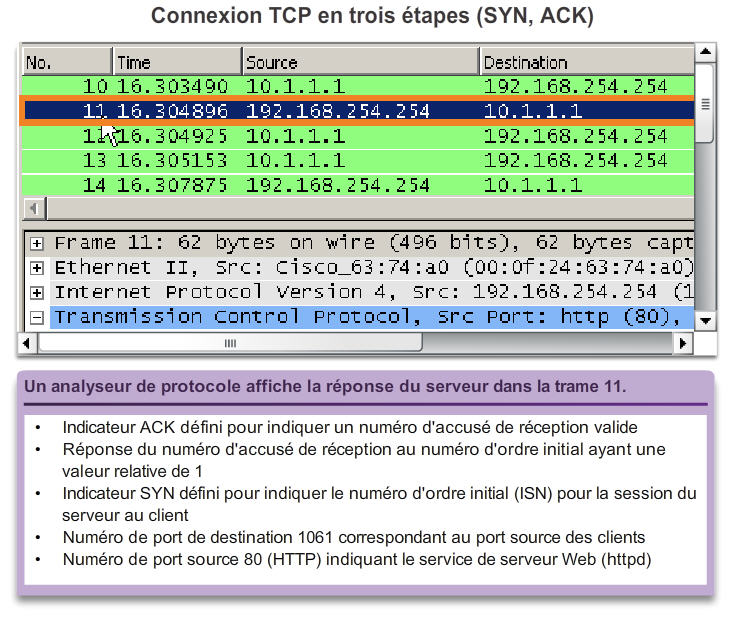 Connexion TCP en trois étapes (SYN, ACK)
No. Time Source Destination
10 16.303490 10.1.1.1 192.168.254.254
11 16.304896 192.168.254.254 10.1.1.1
12 16.304925 10.1.1.1 192.168.254.254
13 16.305153 10.1.1.1 192.168.254.254
14 16.307875 192.168.254.254 10.1.1.1
Frame 11: 62 bytes on wire (496 bits), 62 bytes capt
Ethernet II, Src: Cisco_63:74:a0 (00:0f:24:63:74:a0)
Internet Protocol Version 4, Src: 192.168.254.254 (1
Transmission Control Protocol, Src Port: http (80),
Un analyseur de protocole affiche la réponse du serveur dans la trame 11.
• Indicateur ACK défini pour indiquer un numéro d'accusé de réception valide
• Réponse du numéro d'accusé de réception au numéro d'ordre initial ayant une
valeur relative de 1
• Indicateur SYN défini pour indiquer le numéro d'ordre initial (ISN) pour la session du
serveur au client
• Numéro de port de destination 1061 correspondant au port source des clients
• Numéro de port source 80 (HTTP) indiquant le service de serveur Web (httpd)